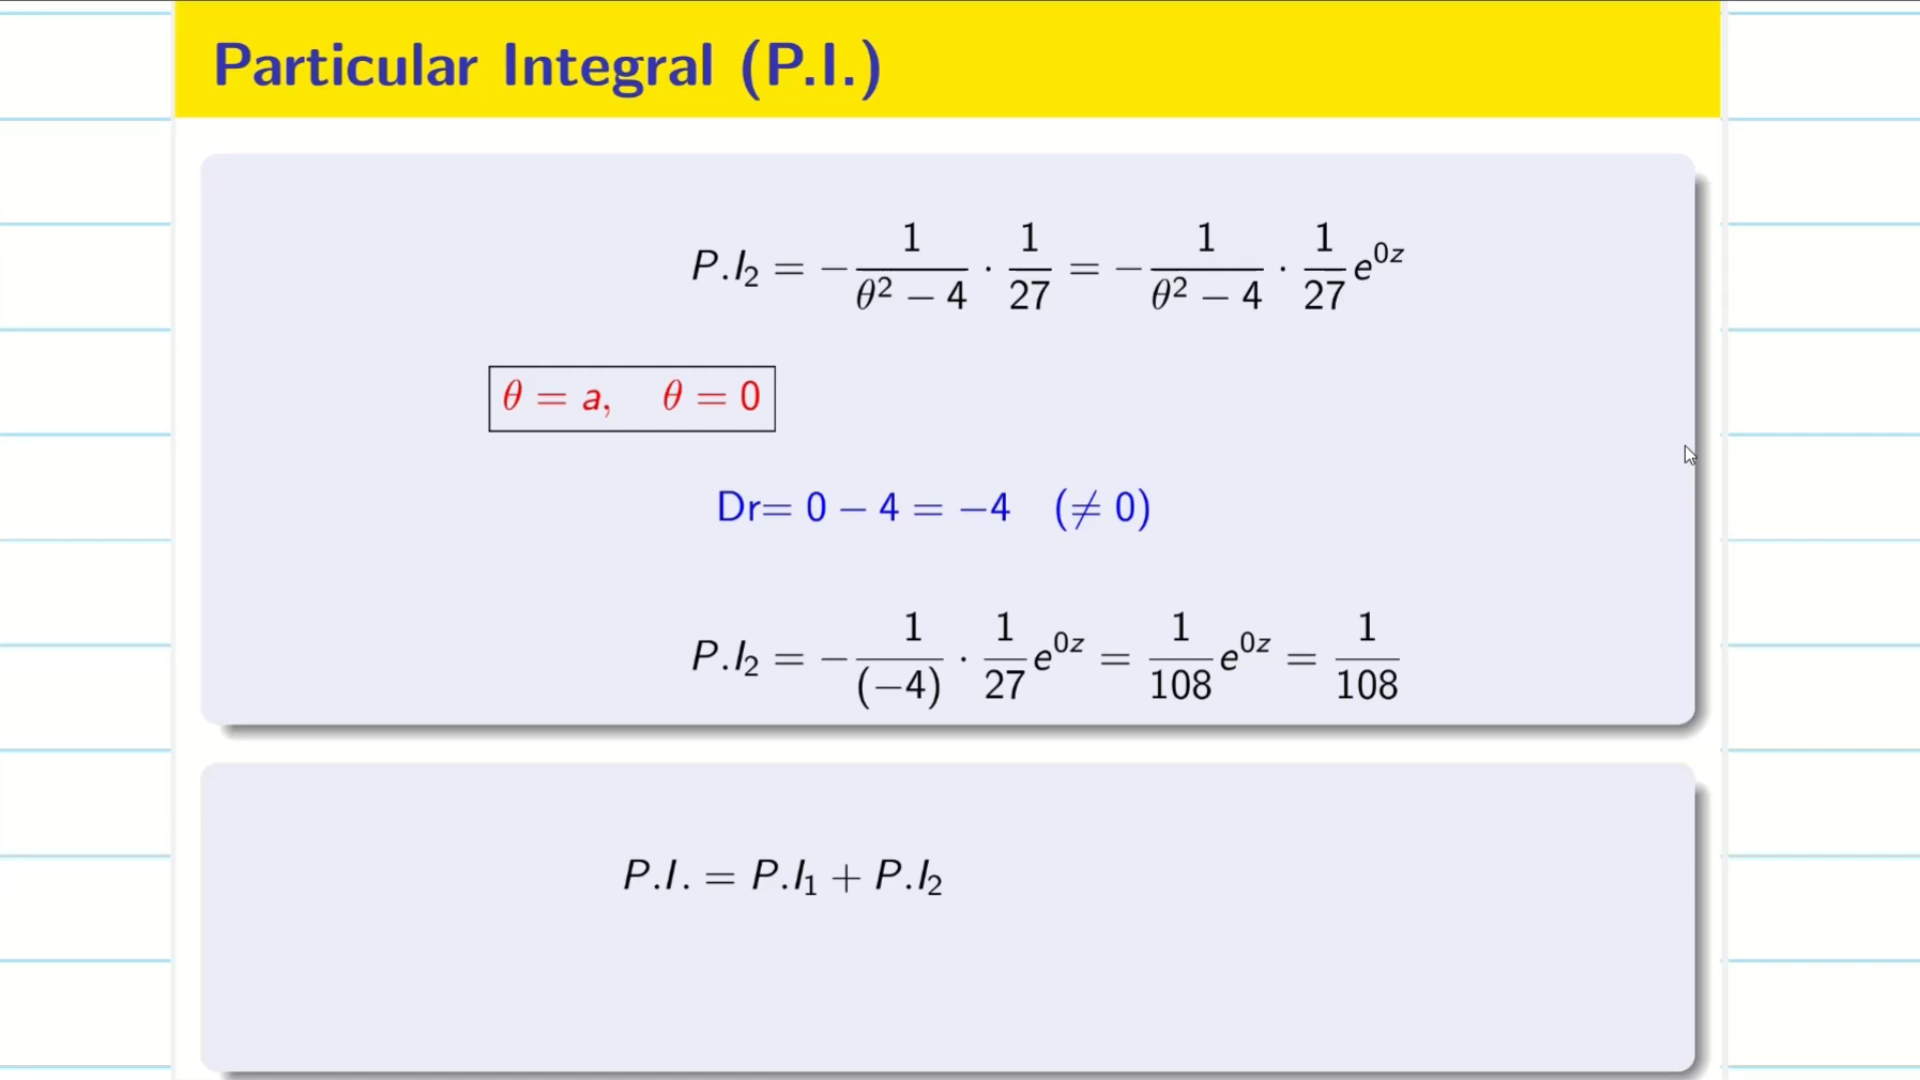 Particular Integral (P.I.)
P.I₂ = − 1/(θ² − 4) · 1/27 = − 1/(θ² − 4) · 1/27 e^{0z}
θ = a, θ = 0
Dr= 0 − 4 = −4 (≠ 0)
P.I₂ = − 1/(−4) · 1/27 e^{0z} = 1/108 e^{0z} = 1/108
P.I. = P.I₁ + P.I₂